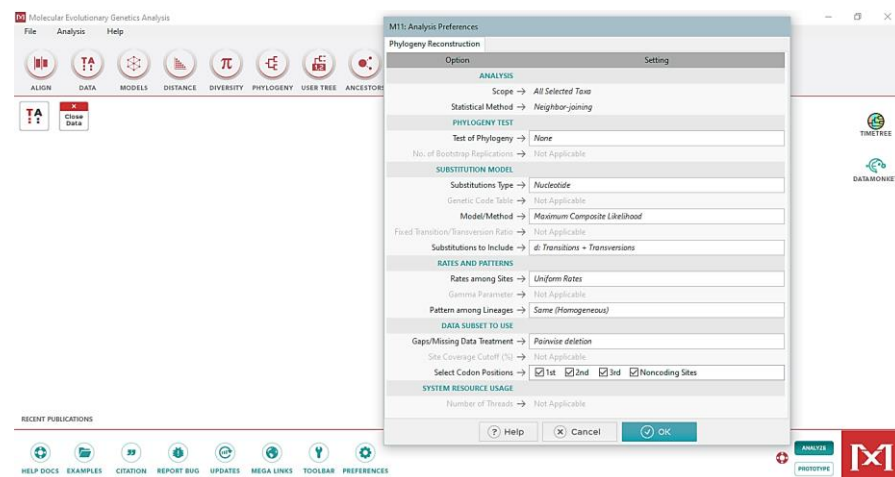 Molecular Evolutionary Genetics Analysis
File Analysis Help
ALIGN DATA MODELS DISTANCE DIVERSITY PHYLOGENY USER TREE ANCESTORS
TA
Close
Data
M11: Analysis Preferences
Phylogeny Reconstruction
Option Setting
ANALYSIS
Scope → All Selected Taxa
Statistical Method → Neighbor-joining
PHYLOGENY TEST
Test of Phylogeny → None
No. of Bootstrap Replications → Not Applicable
SUBSTITUTION MODEL
Substitutions Type → Nucleotide
Genetic Code Table → Not Applicable
Model/Method → Maximum Composite Likelihood
Fixed Transition/Transversion Ratio → Not Applicable
Substitutions to Include → d: Transitions + Transversions
RATES AND PATTERNS
Rates among Sites → Uniform Rates
Gamma Parameter → Not Applicable
Pattern among Lineages → Same (Homogeneous)
DATA SUBSET TO USE
Gaps/Missing Data Treatment → Pairwise deletion
Site Coverage Cutoff (%) → Not Applicable
Select Codon Positions → 1st 2nd 3rd Noncoding Sites
SYSTEM RESOURCE USAGE
Number of Threads → Not Applicable
Help Cancel OK
TIMETREE
DATAMONKE
RECENT PUBLICATIONS
HELP DOCS EXAMPLES CITATION REPORT BUG UPDATES MEGA LINKS TOOLBAR PREFERENCES
ANALYZE
PROTOTYPE